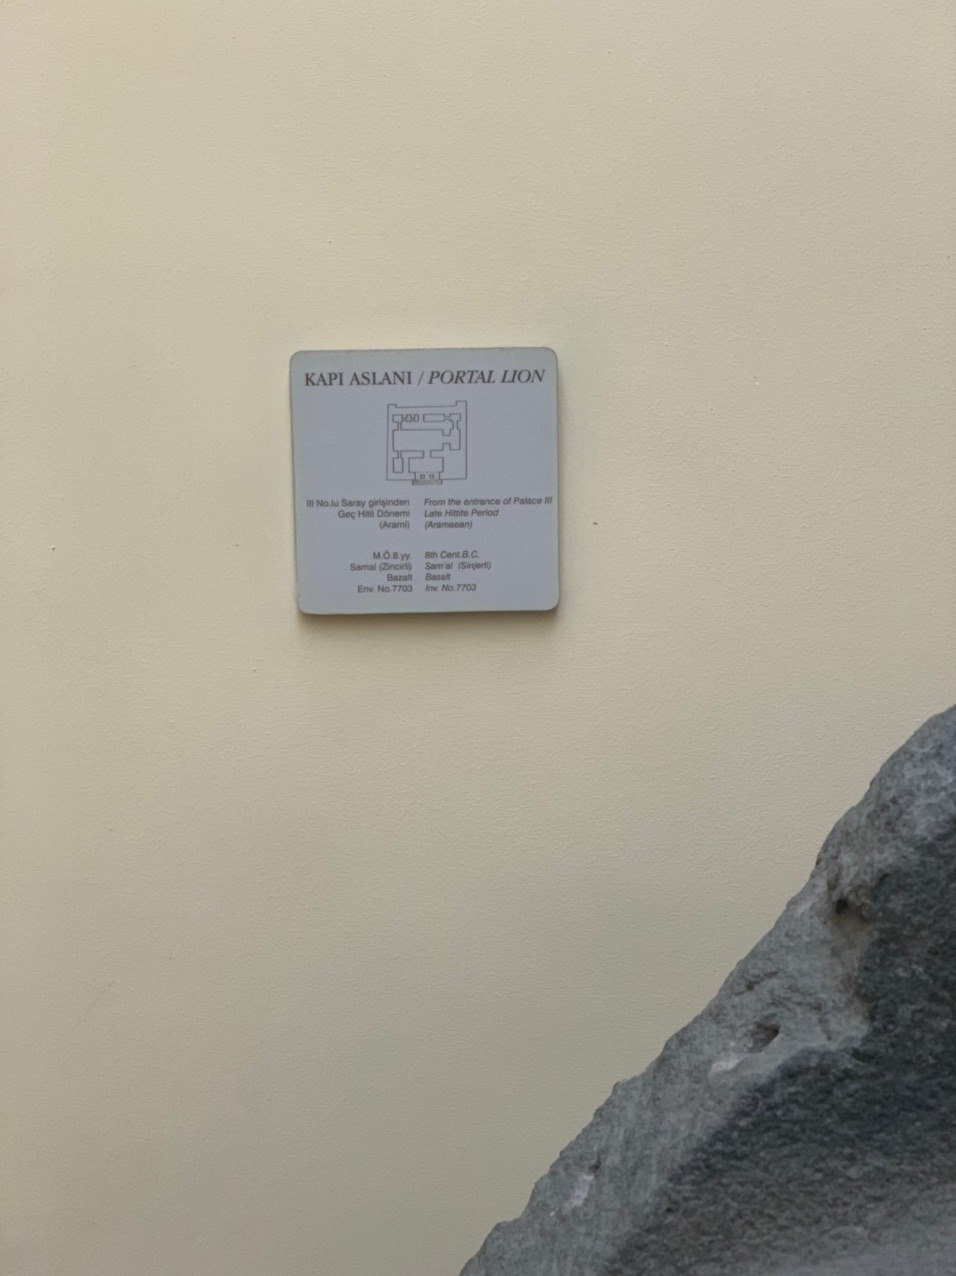 KAPI ASLANI / PORTAL LION
III No.lu Saray girişinden From the entrance of Palace III
Geç Hitit Dönemi Late Hittite Period
(Arami) (Aramaean)
M.Ö.8.yy. 8th Cent.B.C.
Samal (Zincirli) Sam'al (Sinjerli)
Bazalt Basalt
Env. No.7703 Inv. No.7703